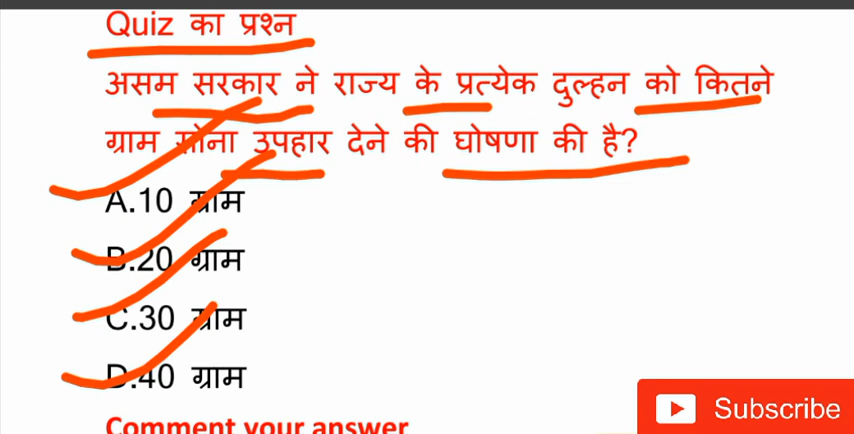 Quiz का प्रश्न
असम सरकार ने राज्य के प्रत्येक दुल्हन को कितने
ग्राम सोना उपहार देने की घोषणा की है?
A.10 ग्राम
B.20 ग्राम
C.30 ग्राम
D.40 ग्राम
Comment your answer
Subscribe